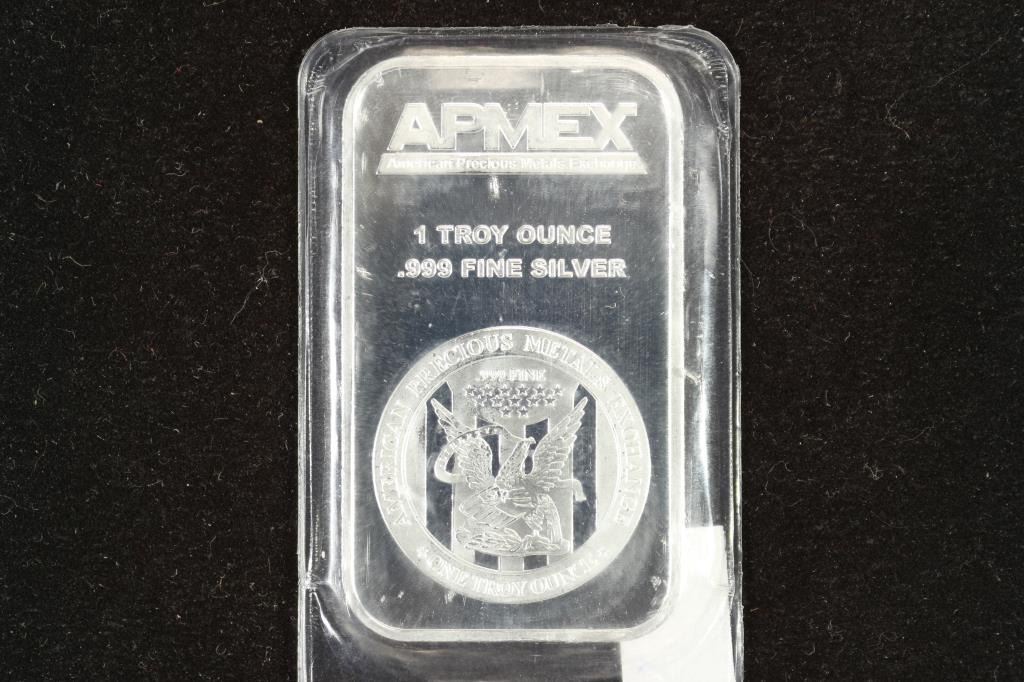 APMEX
American Precious Metals Exchange
1 TROY OUNCE
.999 FINE SILVER
AMERICAN PRECIOUS METALS EXCHANGE
.999 FINE
ONE TROY OUNCE